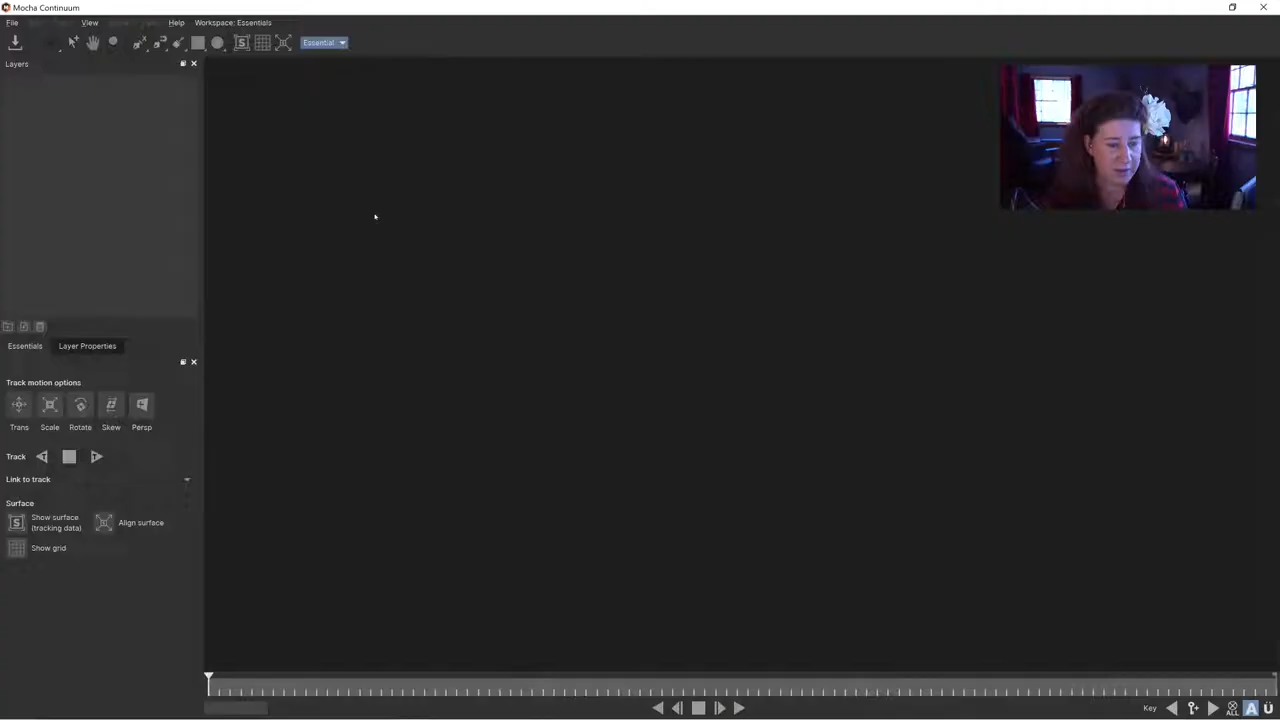 Mocha Continuum
File View Help Workspace: Essentials
Essential
Layers
Essentials Layer Properties
Track motion options
Trans Scale Rotate Skew Persp
Track
Link to track
Surface
Show surface
(tracking data)
Align surface
Show grid
Key
ALL
A
Ü